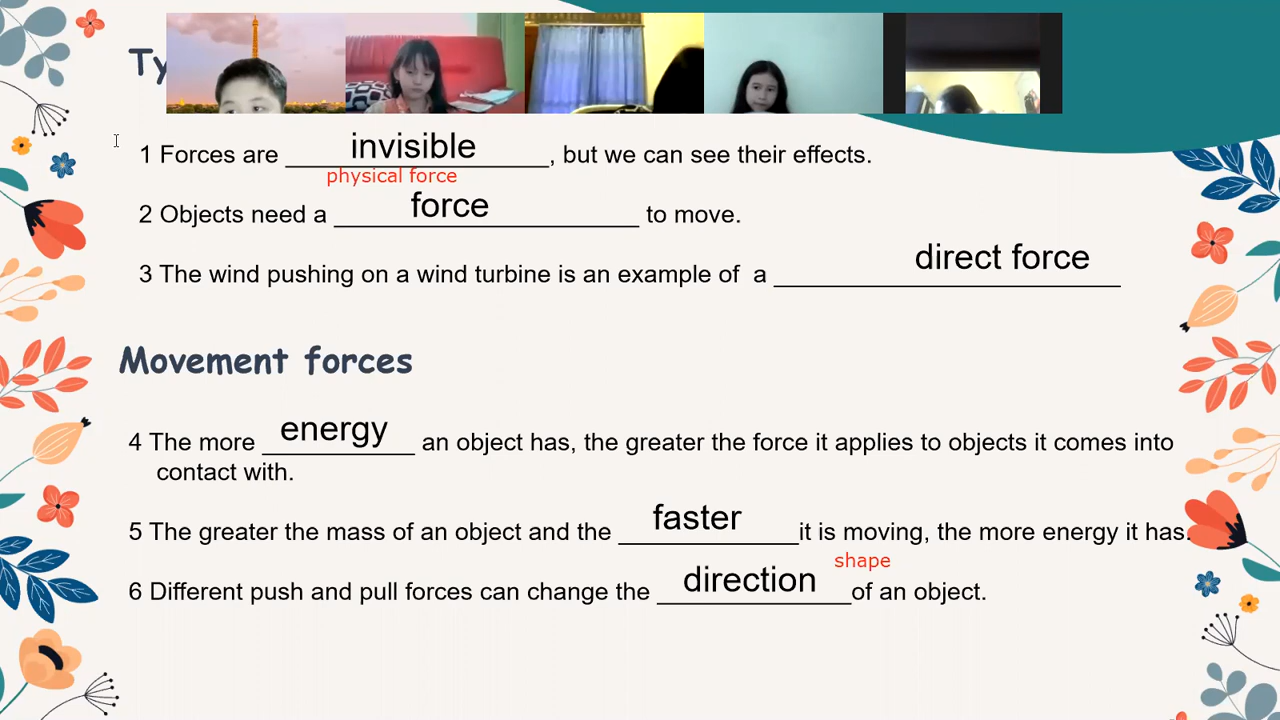 Ty
1 Forces are invisible, but we can see their effects.
physical force
2 Objects need a force to move.
3 The wind pushing on a wind turbine is an example of a direct force
Movement forces
4 The more energy an object has, the greater the force it applies to objects it comes into
contact with.
5 The greater the mass of an object and the faster it is moving, the more energy it has.
shape
6 Different push and pull forces can change the direction of an object.